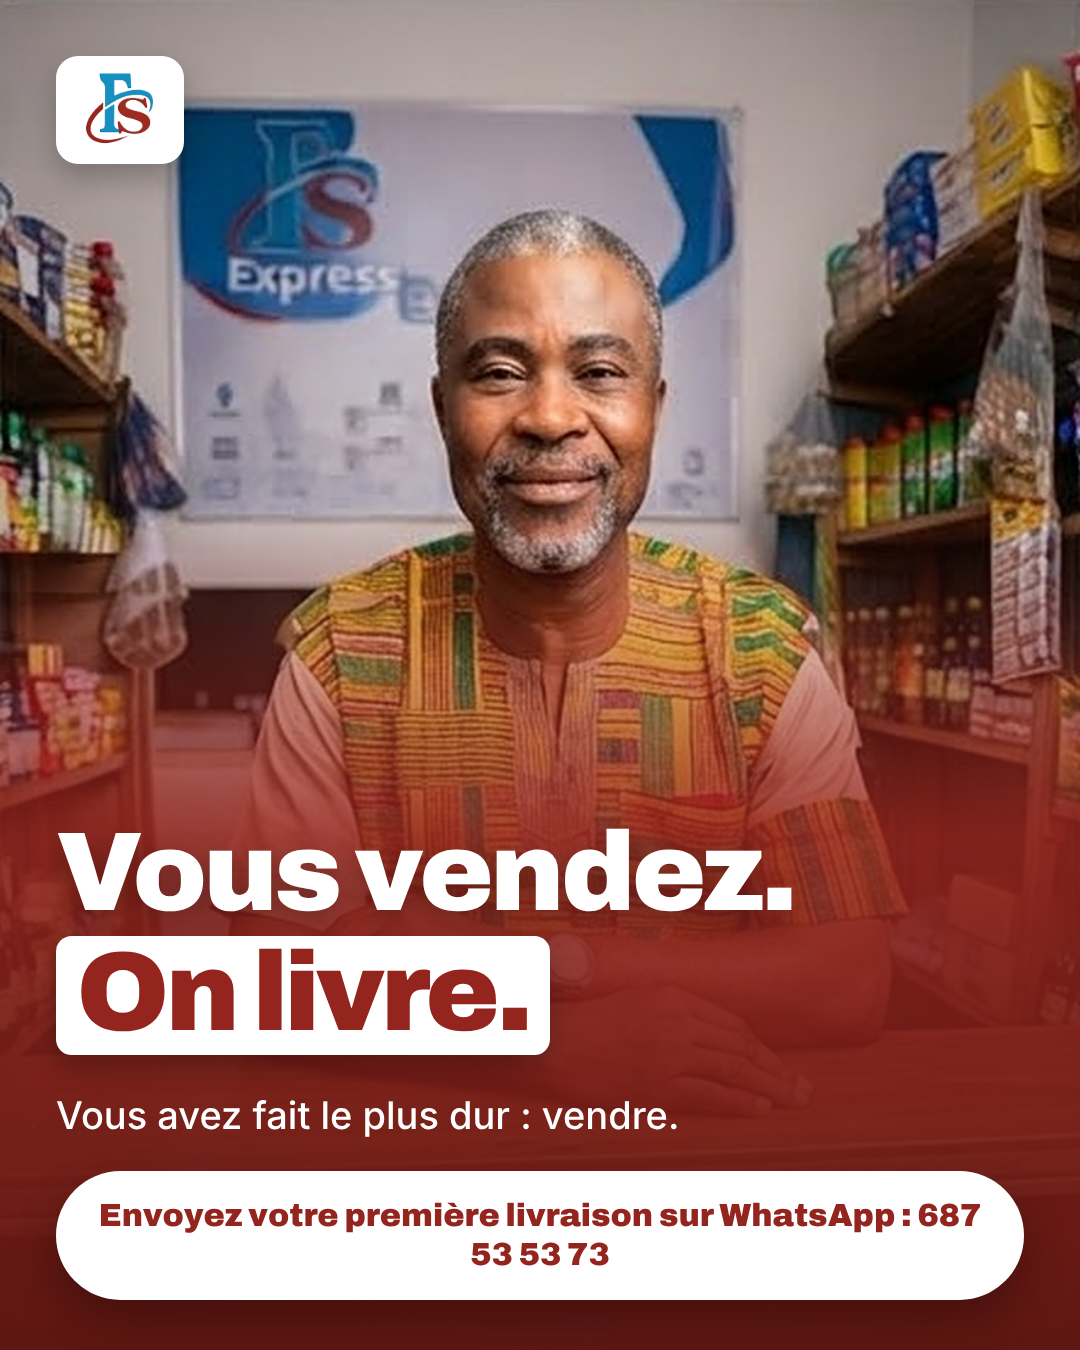 FS
FS
Express
Vous vendez.
On livre.
Vous avez fait le plus dur : vendre.
Envoyez votre première livraison sur WhatsApp : 687
53 53 73